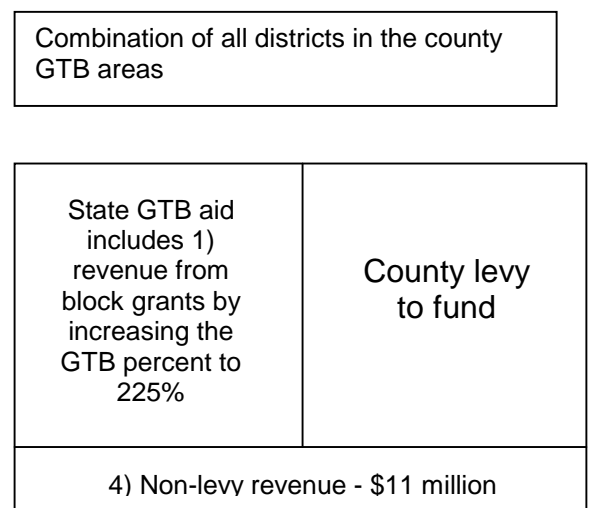 Combination of all districts in the county
GTB areas
State GTB aid
includes 1)
revenue from
block grants by
increasing the
GTB percent to
225%
County levy
to fund
4) Non-levy revenue - $11 million